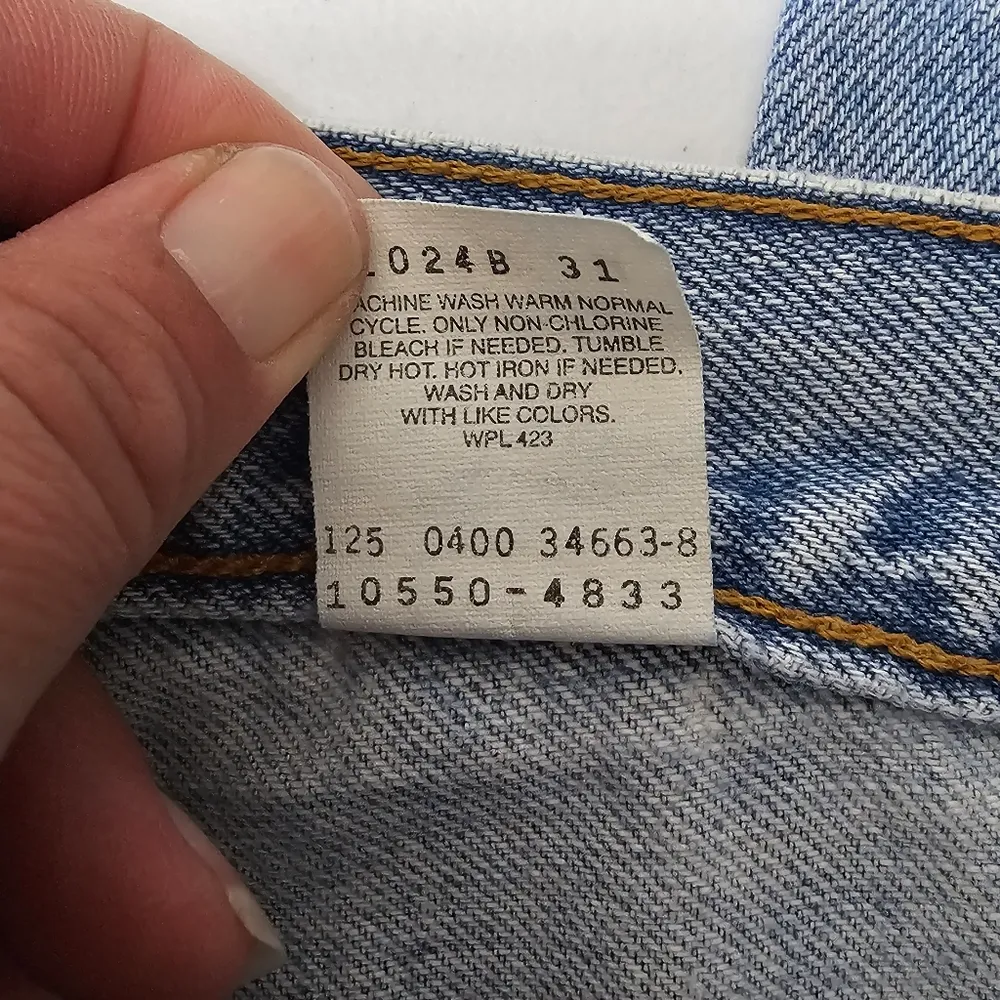 1024B 31
ACHINE WASH WARM NORMAL
CYCLE. ONLY NON-CHLORINE
BLEACH IF NEEDED. TUMBLE
DRY HOT. HOT IRON IF NEEDED.
WASH AND DRY
WITH LIKE COLORS.
WPL 423
125 0400 34663-8
10550-4833